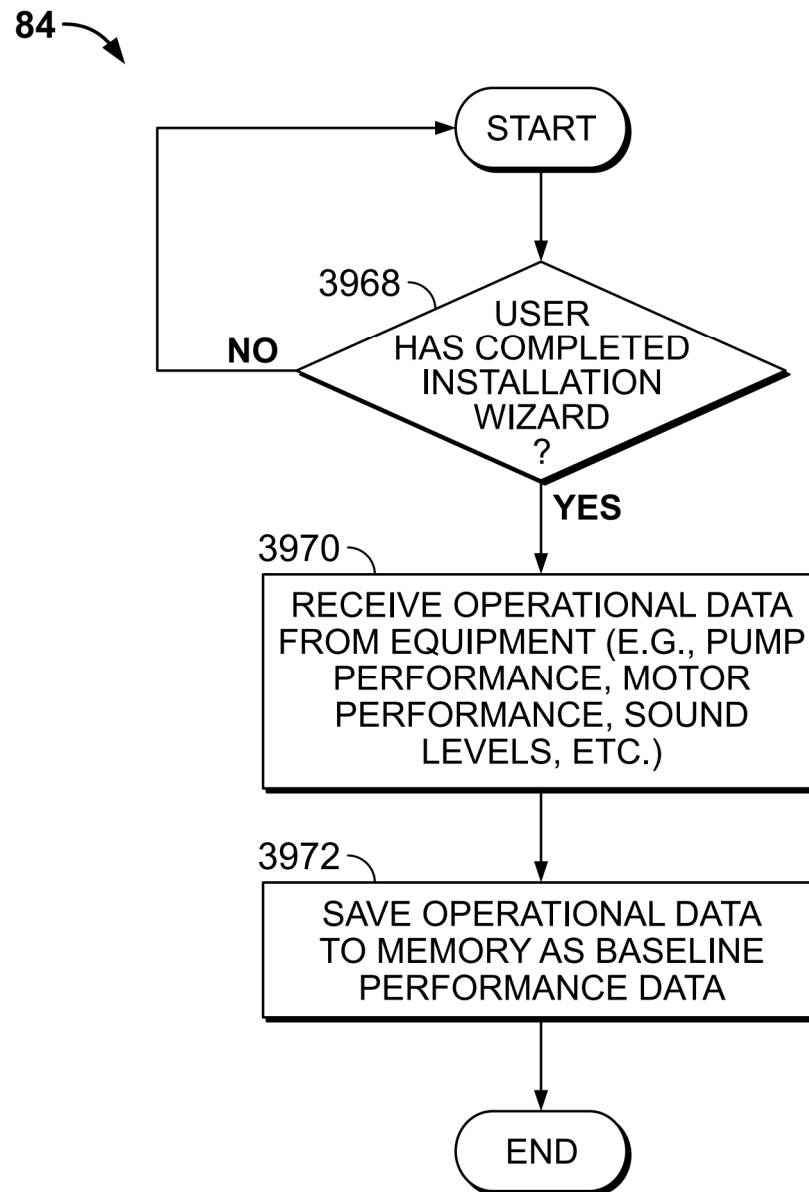 84
START
3968
USER
HAS COMPLETED
INSTALLATION
WIZARD
?
NO
YES
3970
RECEIVE OPERATIONAL DATA
FROM EQUIPMENT (E.G., PUMP
PERFORMANCE, MOTOR
PERFORMANCE, SOUND
LEVELS, ETC.)
3972
SAVE OPERATIONAL DATA
TO MEMORY AS BASELINE
PERFORMANCE DATA
END